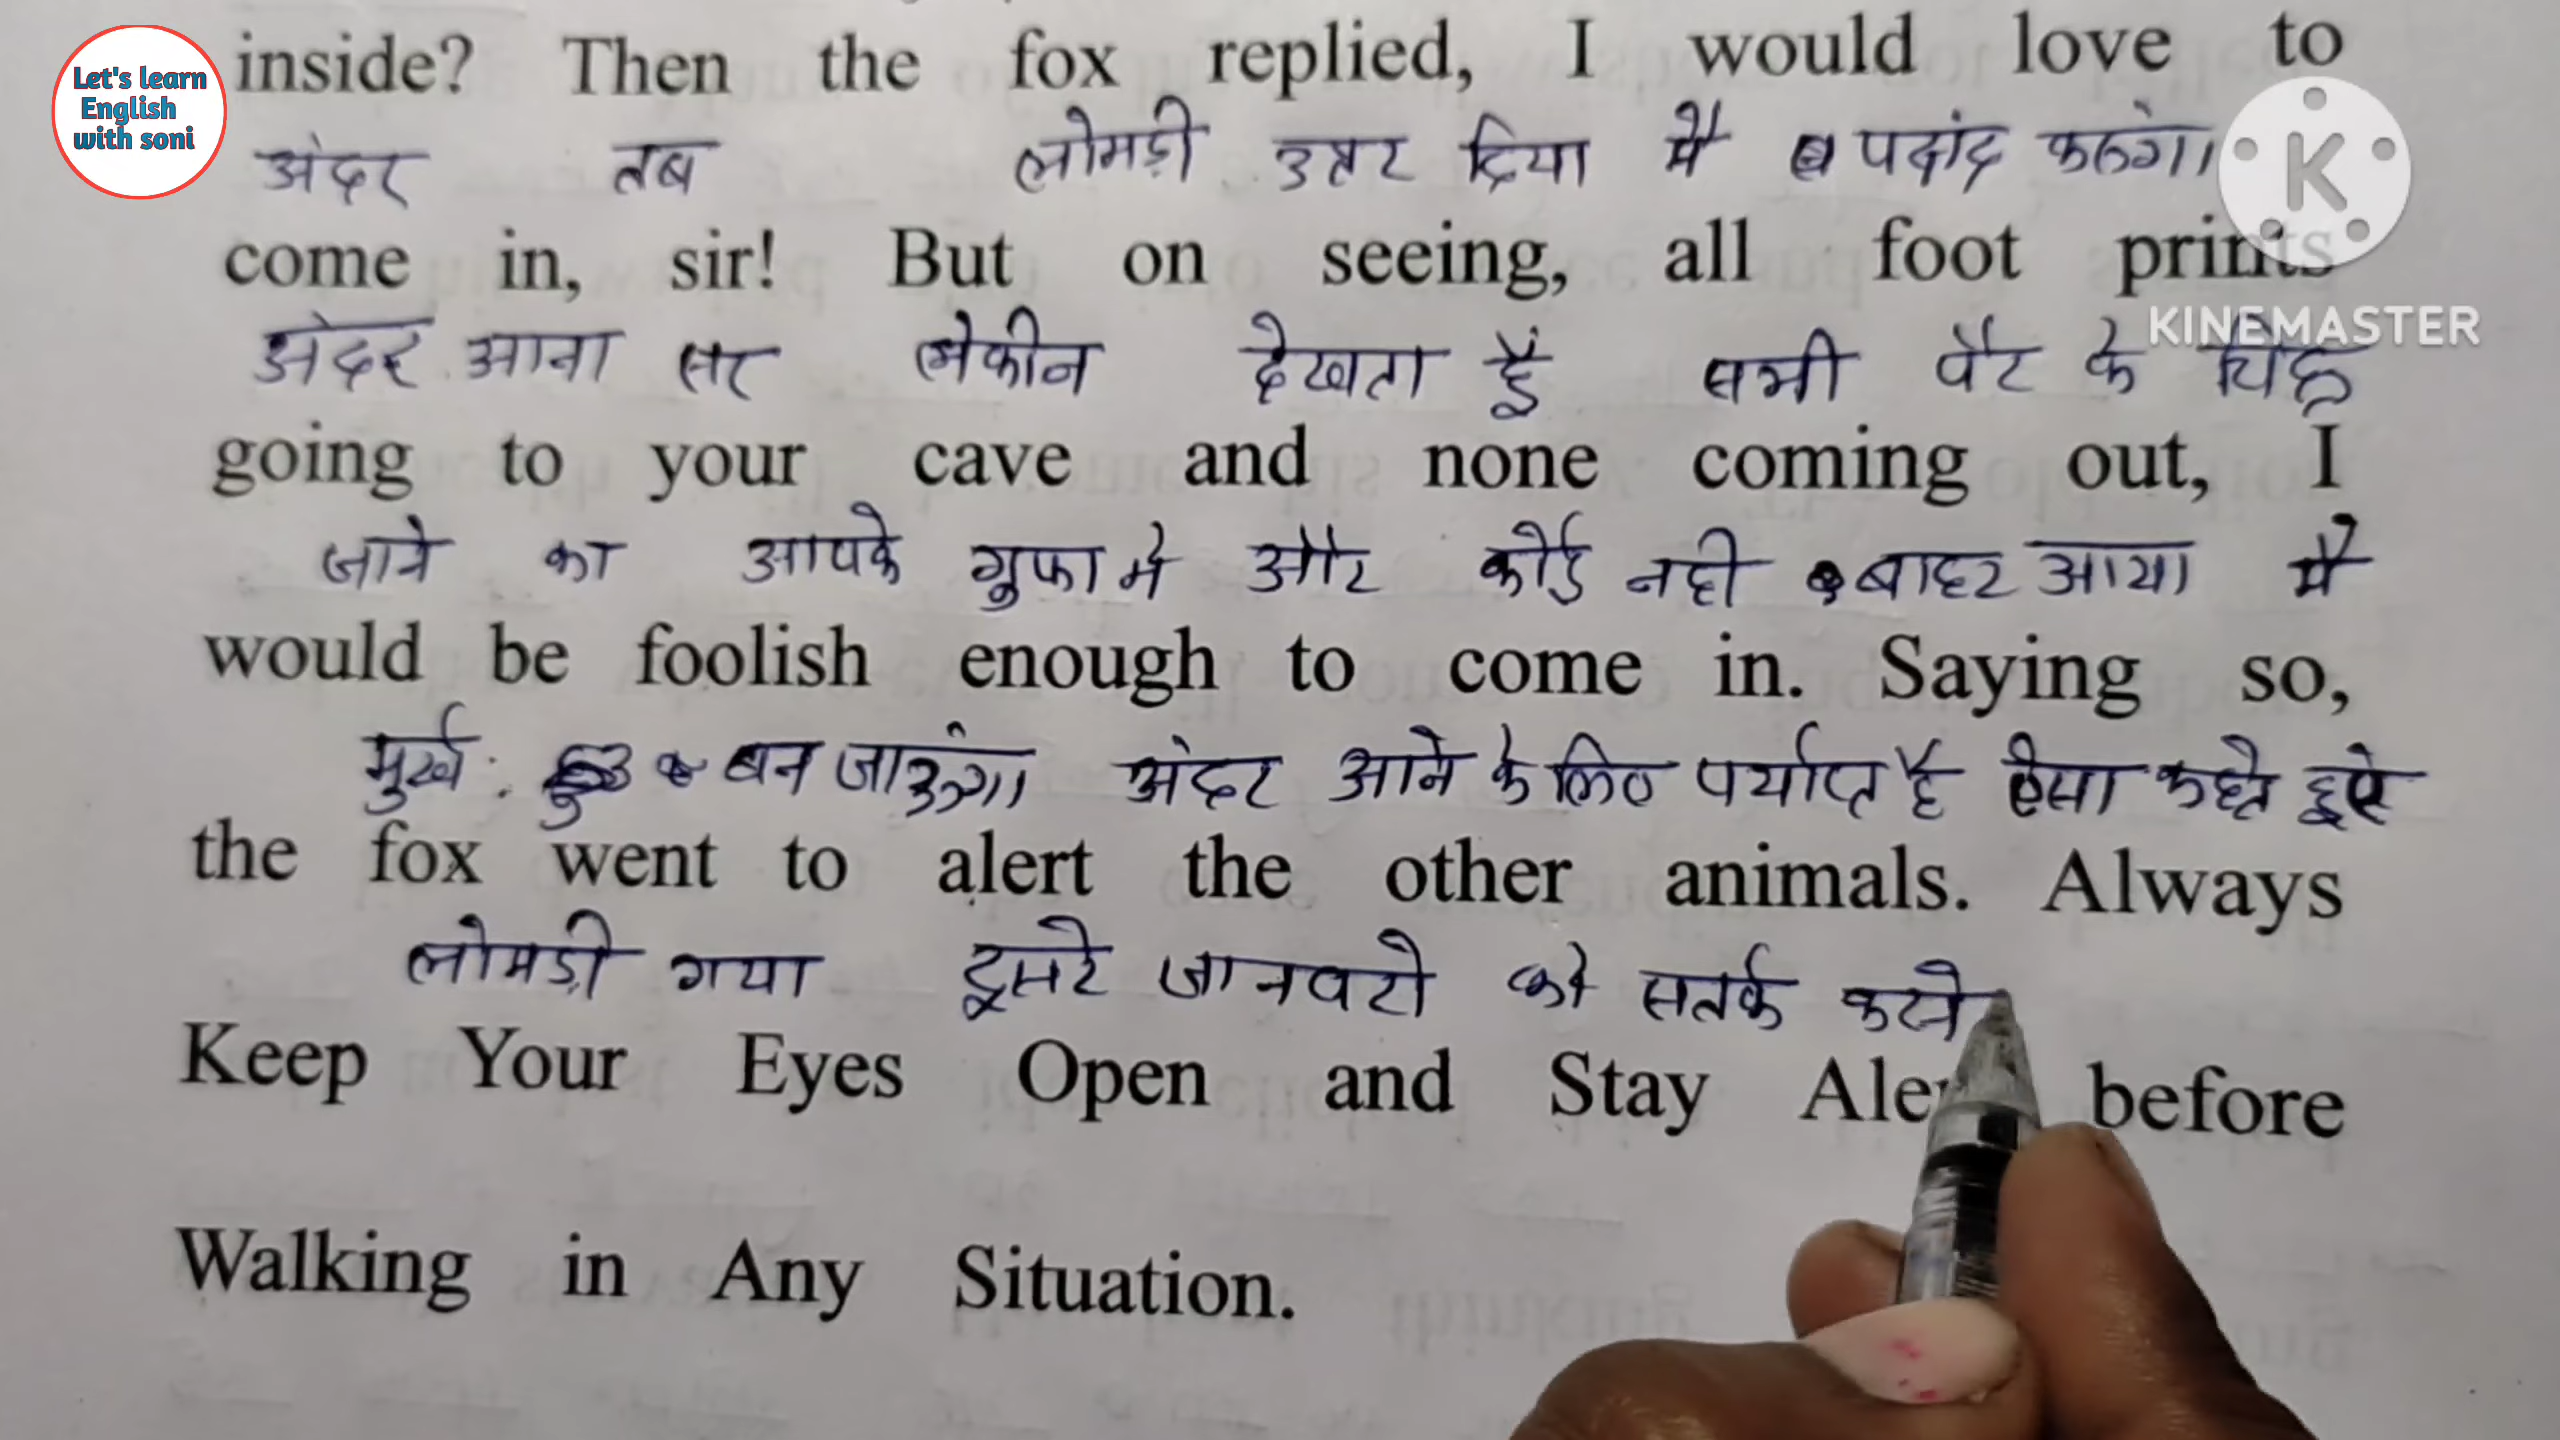 Let's learn
English
with soni
inside? Then the fox replied, I would love to
अंदर तब लोमड़ी उत्तर दिया मै पसंद करुंगा
come in, sir! But on seeing, all foot prints
अंदर आना सर लेकीन देखता हूँ सभी पैर के चिह्न
going to your cave and none coming out, I
जाने का आपके गुफा मे और कोई नही बाहर आया मै
would be foolish enough to come in. Saying so,
मुर्ख बन जाऊंगा अंदर आने के लिए पर्याप्त है ऐसा कहते हुए
the fox went to alert the other animals. Always
लोमड़ी गया दूसरे जानवरो को सतर्क करने
Keep Your Eyes Open and Stay before
Walking in Any Situation.
K
KINEMASTER